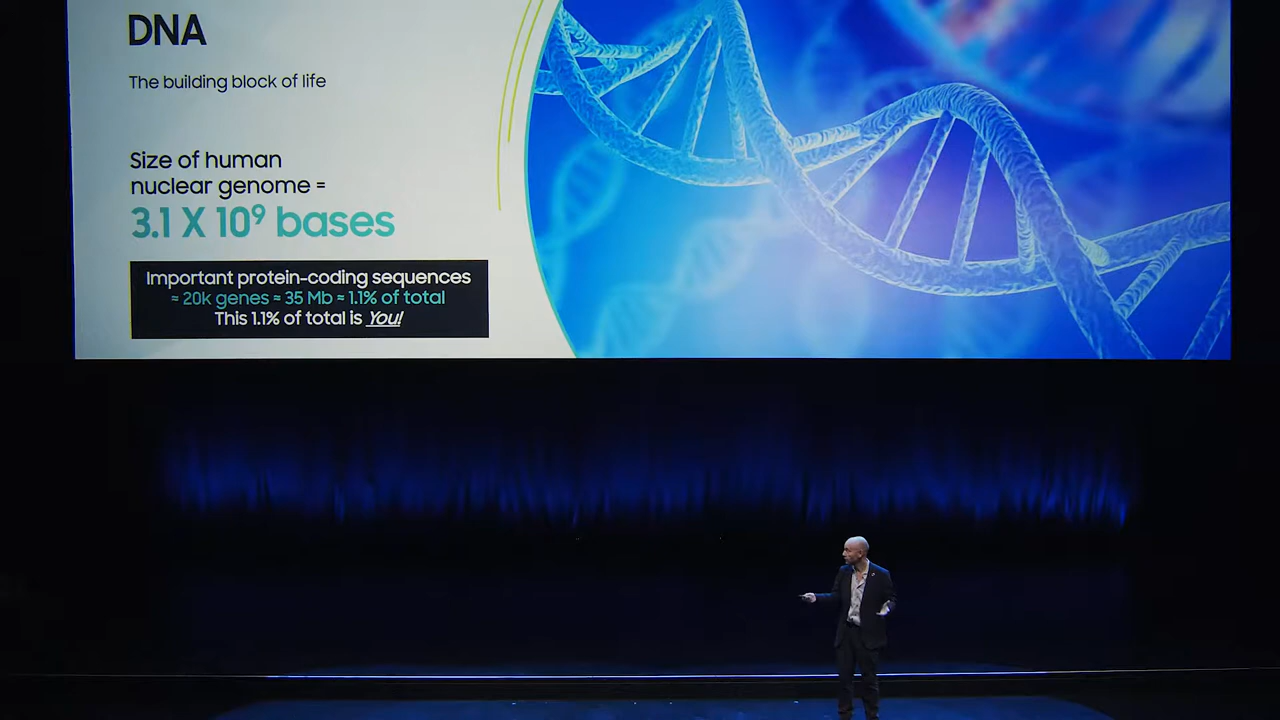 DNA
The building block of life
Size of human
nuclear genome =
3.1 X 10⁹ bases
Important protein-coding sequences
≈ 20k genes ≈ 35 Mb ≈ 1.1% of total
This 1.1% of total is You!